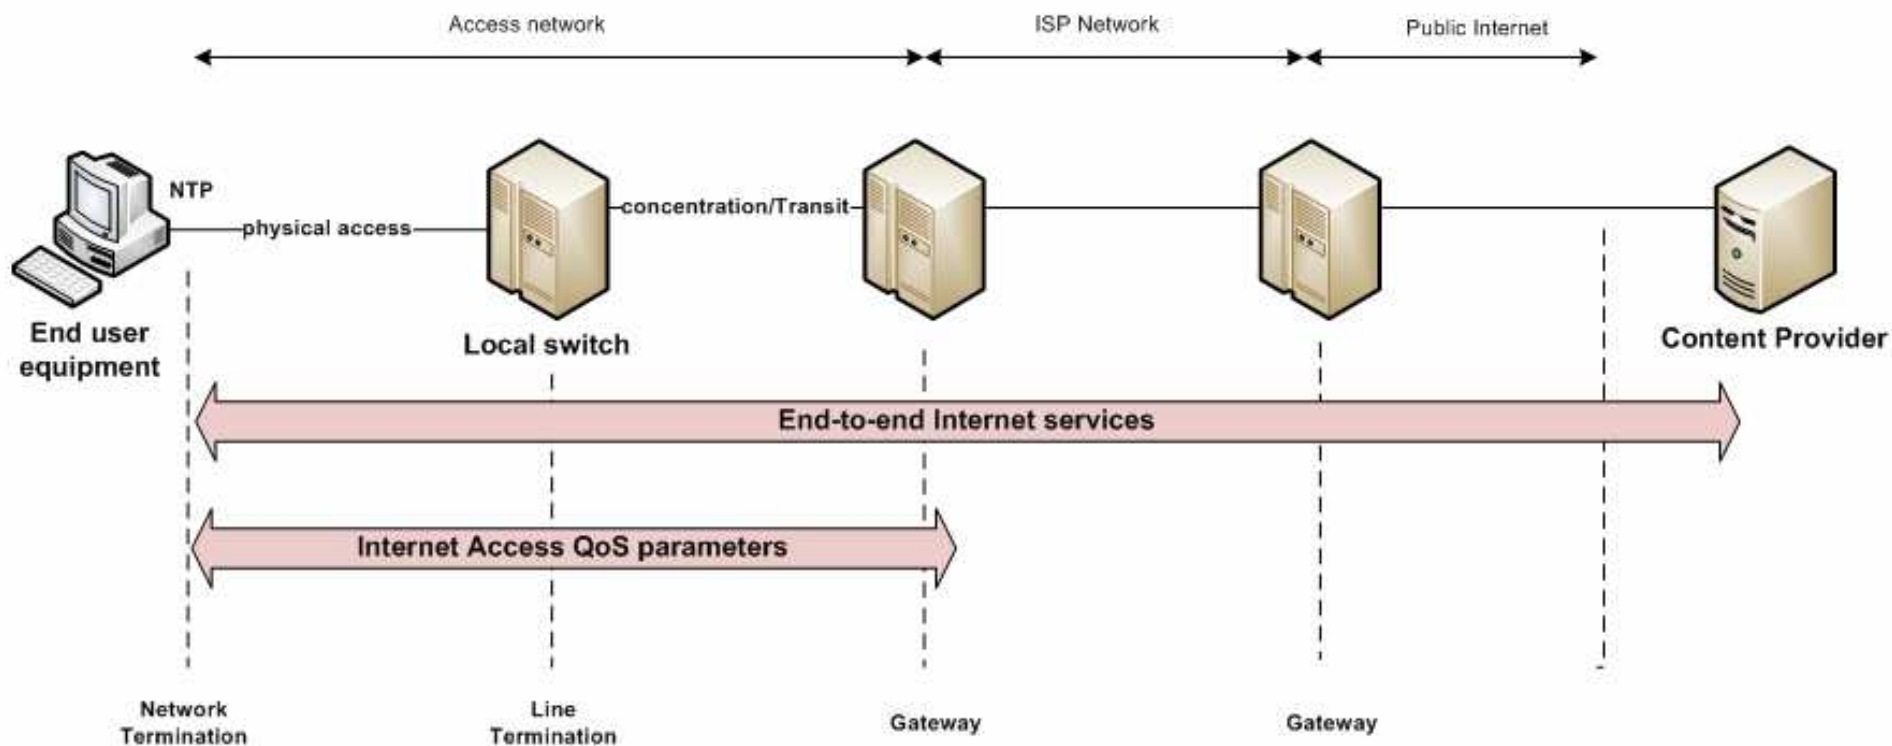 Access network
ISP Network
Public Internet
NTP
physical access
concentration/Transit
End user
equipment
Local switch
Content Provider
End-to-end Internet services
Internet Access QoS parameters
Network
Termination
Line
Termination
Gateway
Gateway